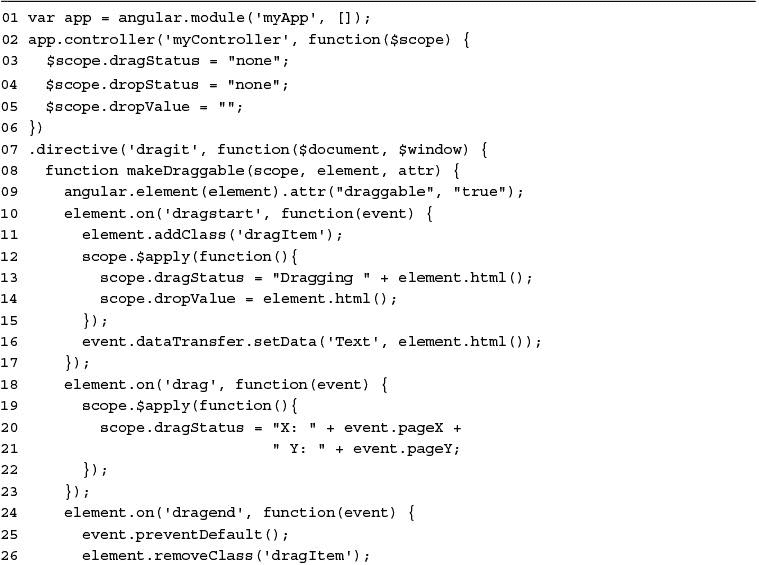 01 var app = angular.module('myApp', []);
02 app.controller('myController', function($scope) {
03   $scope.dragStatus = "none";
04   $scope.dropStatus = "none";
05   $scope.dropValue = "";
06 })
07 .directive('dragit', function($document, $window) {
08   function makeDraggable(scope, element, attr) {
09     angular.element(element).attr("draggable", "true");
10     element.on('dragstart', function(event) {
11       element.addClass('dragItem');
12       scope.$apply(function(){
13         scope.dragStatus = "Dragging " + element.html();
14         scope.dropValue = element.html();
15       });
16       event.dataTransfer.setData('Text', element.html());
17     });
18     element.on('drag', function(event) {
19       scope.$apply(function(){
20         scope.dragStatus = "X: " + event.pageX +
21                            " Y: " + event.pageY;
22       });
23     });
24     element.on('dragend', function(event) {
25       event.preventDefault();
26       element.removeClass('dragItem');